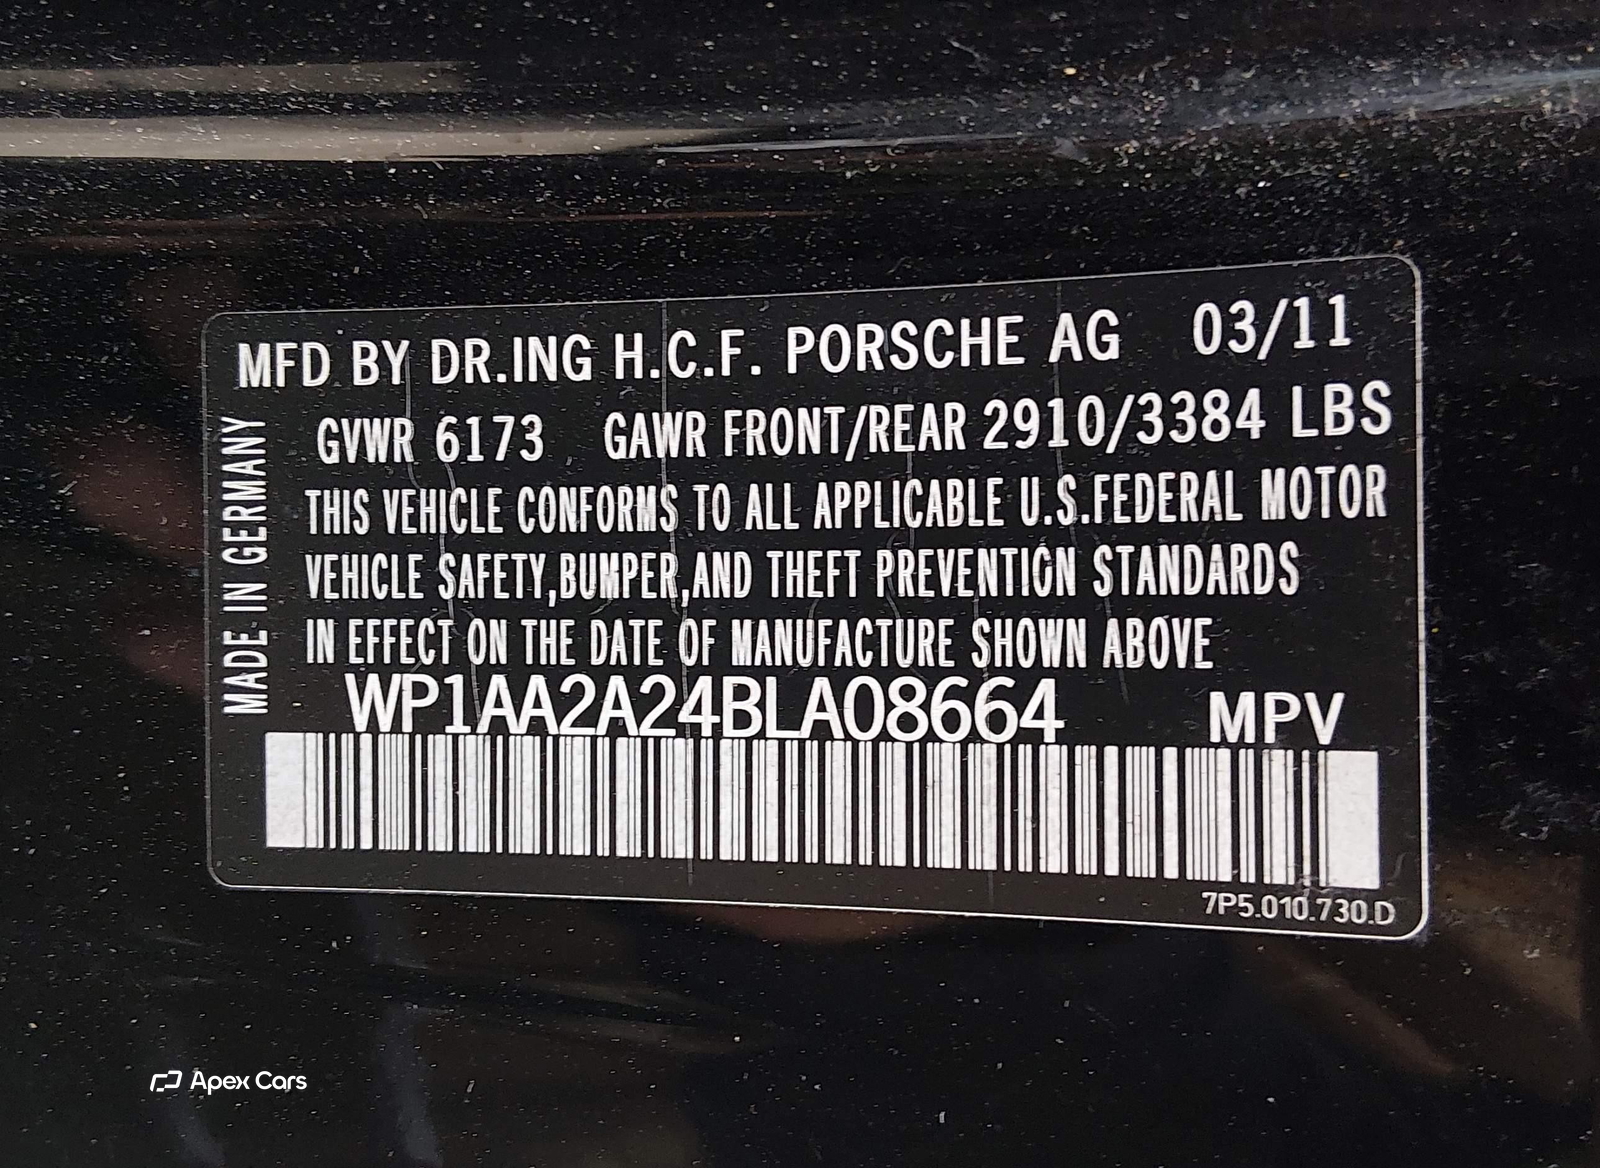 MFD BY DR.ING H.C.F. PORSCHE AG 03/11
GVWR 6173 GAWR FRONT/REAR 2910/3384 LBS
THIS VEHICLE CONFORMS TO ALL APPLICABLE U.S.FEDERAL MOTOR
VEHICLE SAFETY,BUMPER,AND THEFT PREVENTION STANDARDS
IN EFFECT ON THE DATE OF MANUFACTURE SHOWN ABOVE
WP1AA2A24BLA08664 MPV
7P5.010.730.D
MADE IN GERMANY
Apex Cars